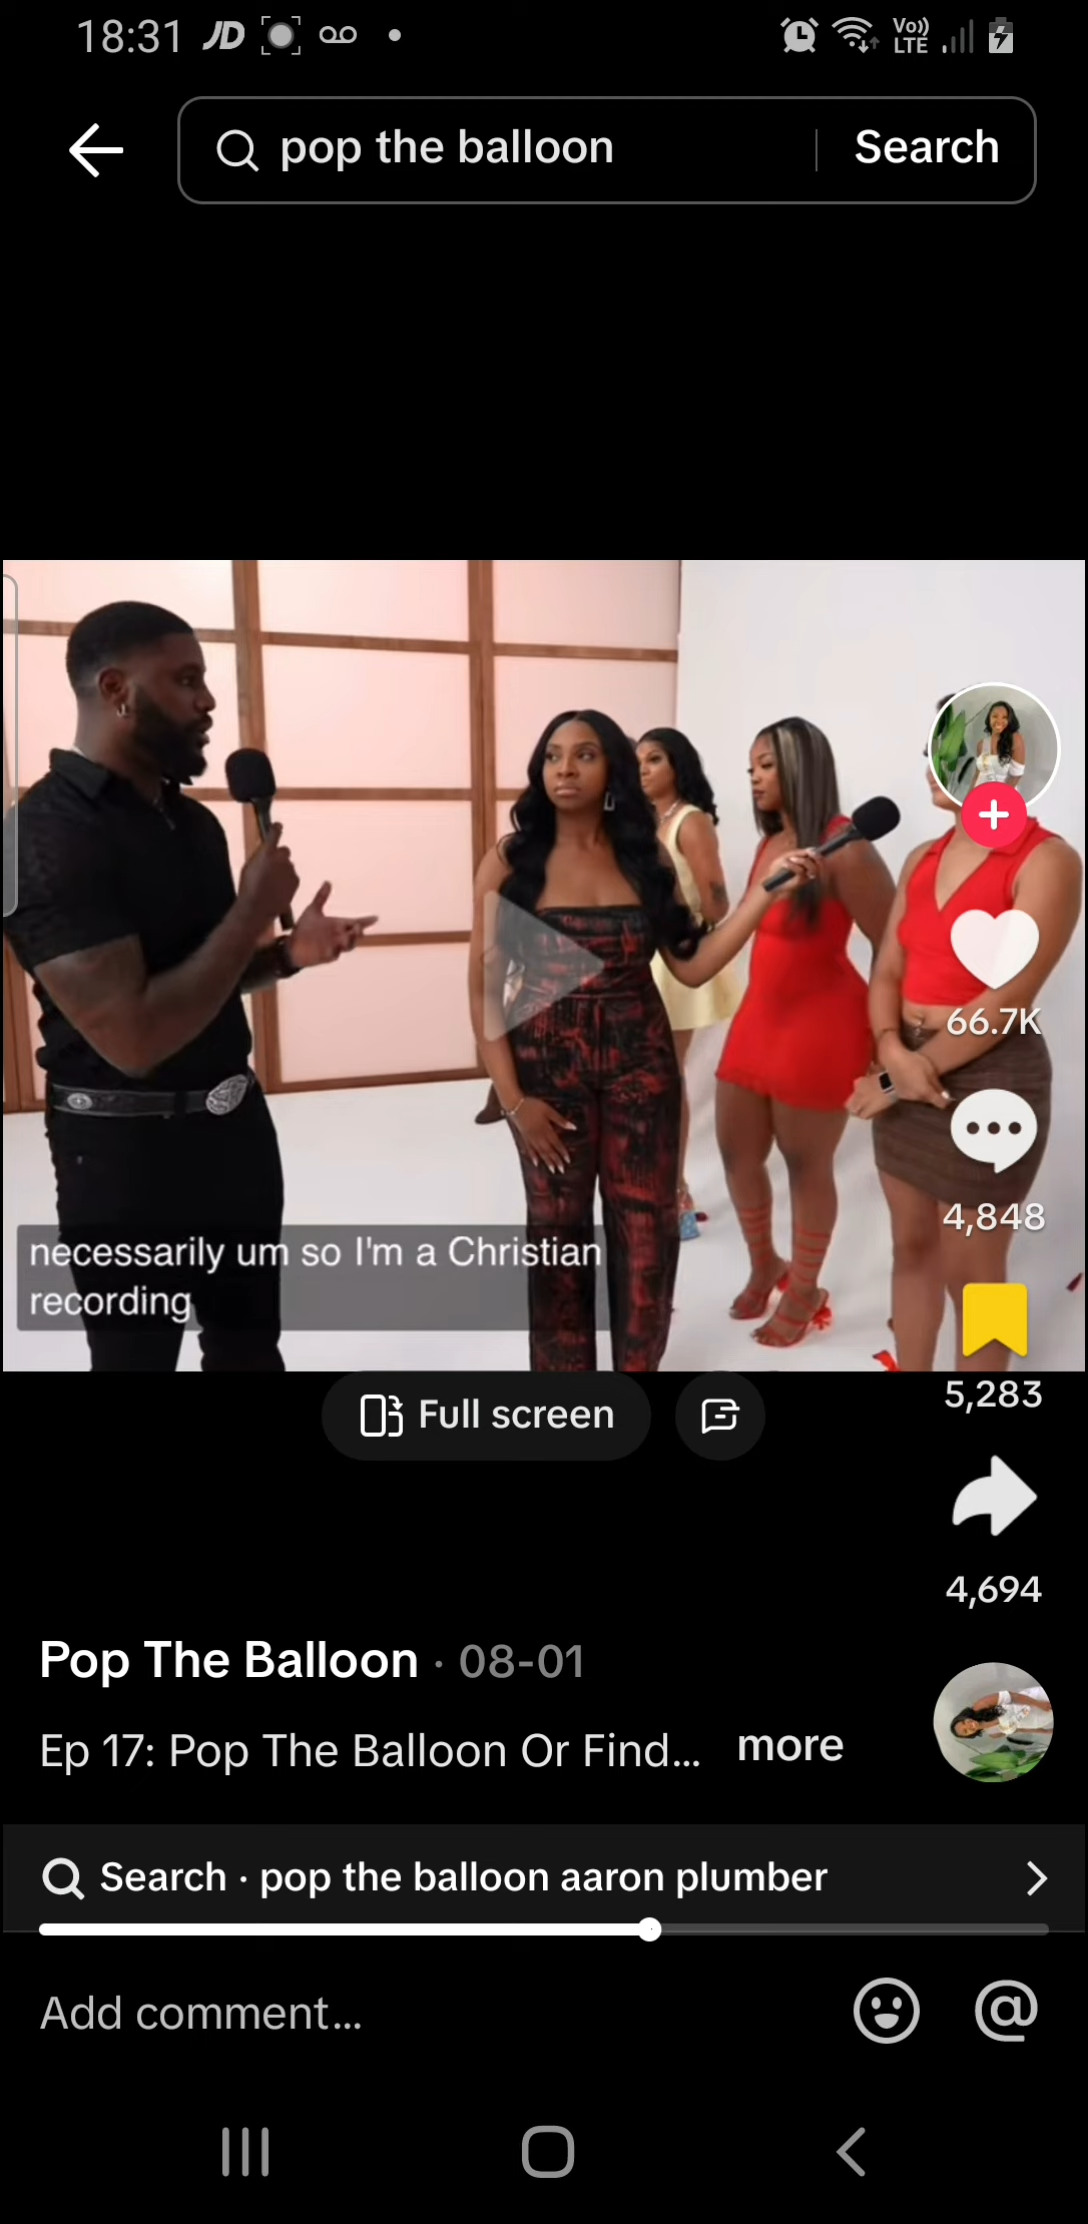 18:31 JD
Vo)) LTE
pop the balloon
Search
necessarily um so I'm a Christian
recording
66.7K
4,848
5,283
4,694
Full screen
Pop The Balloon · 08-01
Ep 17: Pop The Balloon Or Find... more
Search · pop the balloon aaron plumber
Add comment...